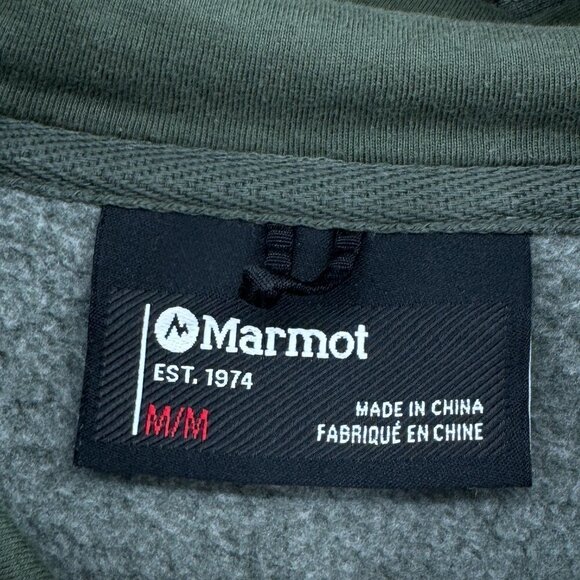 Marmot
EST. 1974
M/M
MADE IN CHINA
FABRIQUÉ EN CHINE